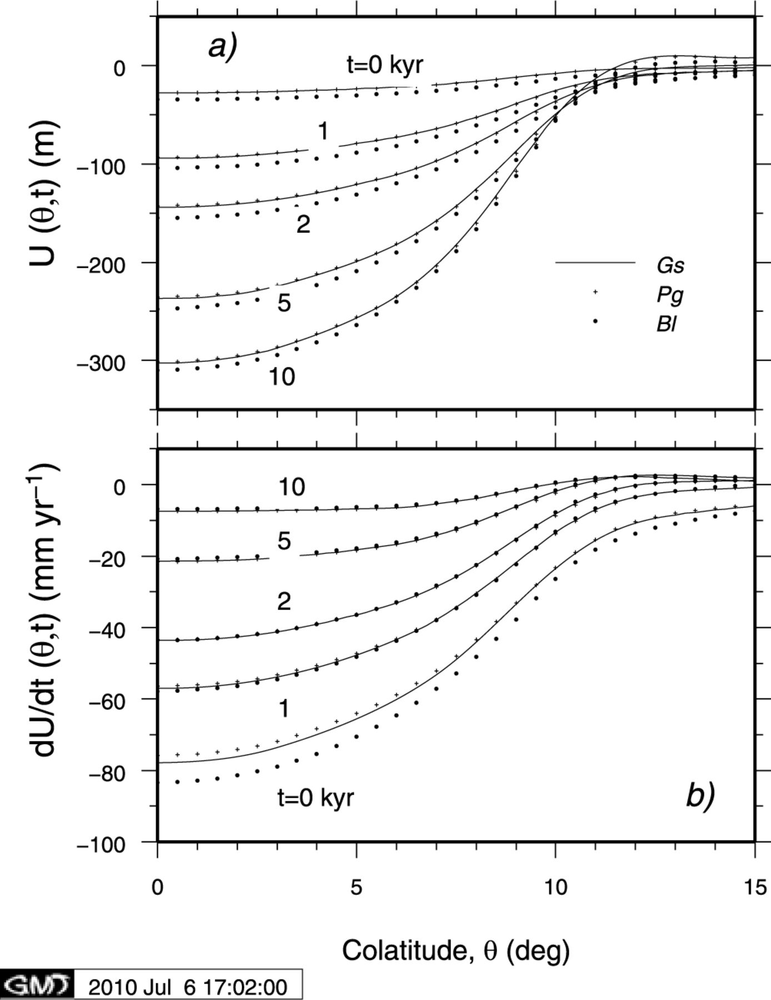 a)
t=0 kyr
1
2
5
10
Gs
Pg
Bl
0
−100
−200
−300
U (θ,t) (m)
10
5
2
1
t=0 kyr
b)
0
−20
−40
−60
−80
−100
dU/dt (θ,t) (mm yr−1)
0 5 10 15
Colatitude, θ (deg)
GMT 2010 Jul 6 17:02:00